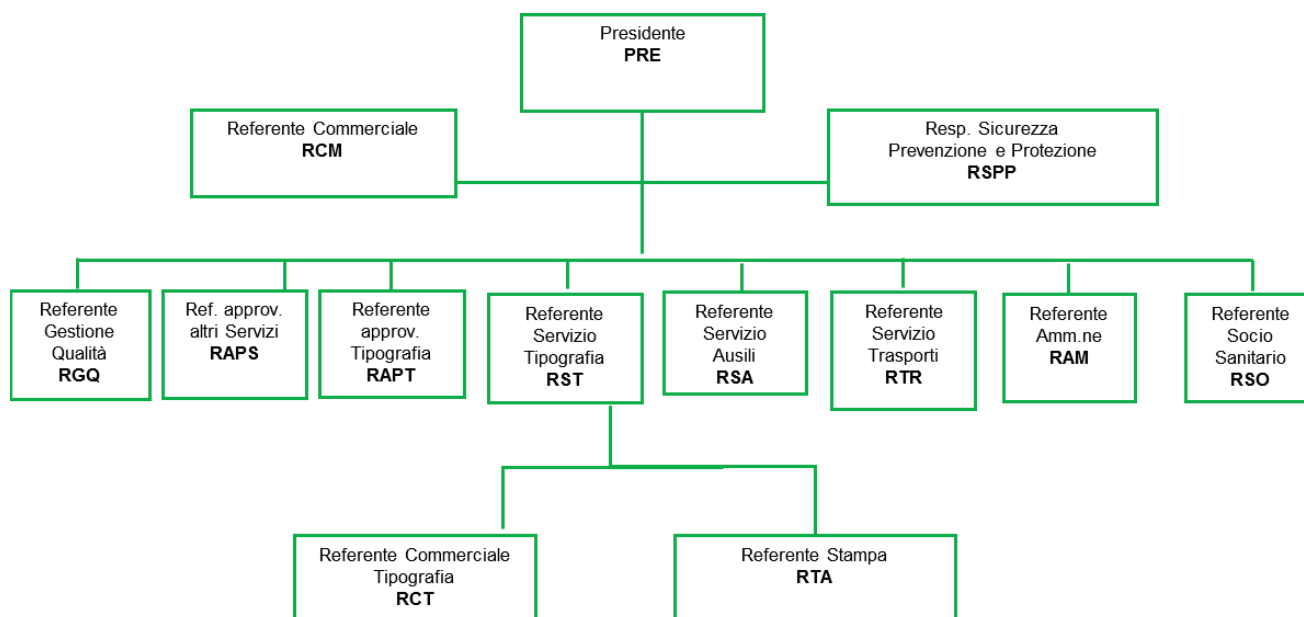 Presidente
PRE
Referente Commerciale
RCM
Resp. Sicurezza
Prevenzione e Protezione
RSPP
Referente
Gestione
Qualità
RGQ
Ref. approv.
altri Servizi
RAPS
Referente
approv.
Tipografia
RAPT
Referente
Servizio
Tipografia
RST
Referente
Servizio
Ausili
RSA
Referente
Servizio
Trasporti
RTR
Referente
Amm.ne
RAM
Referente
Socio
Sanitario
RSO
Referente Commerciale
Tipografia
RCT
Referente Stampa
RTA